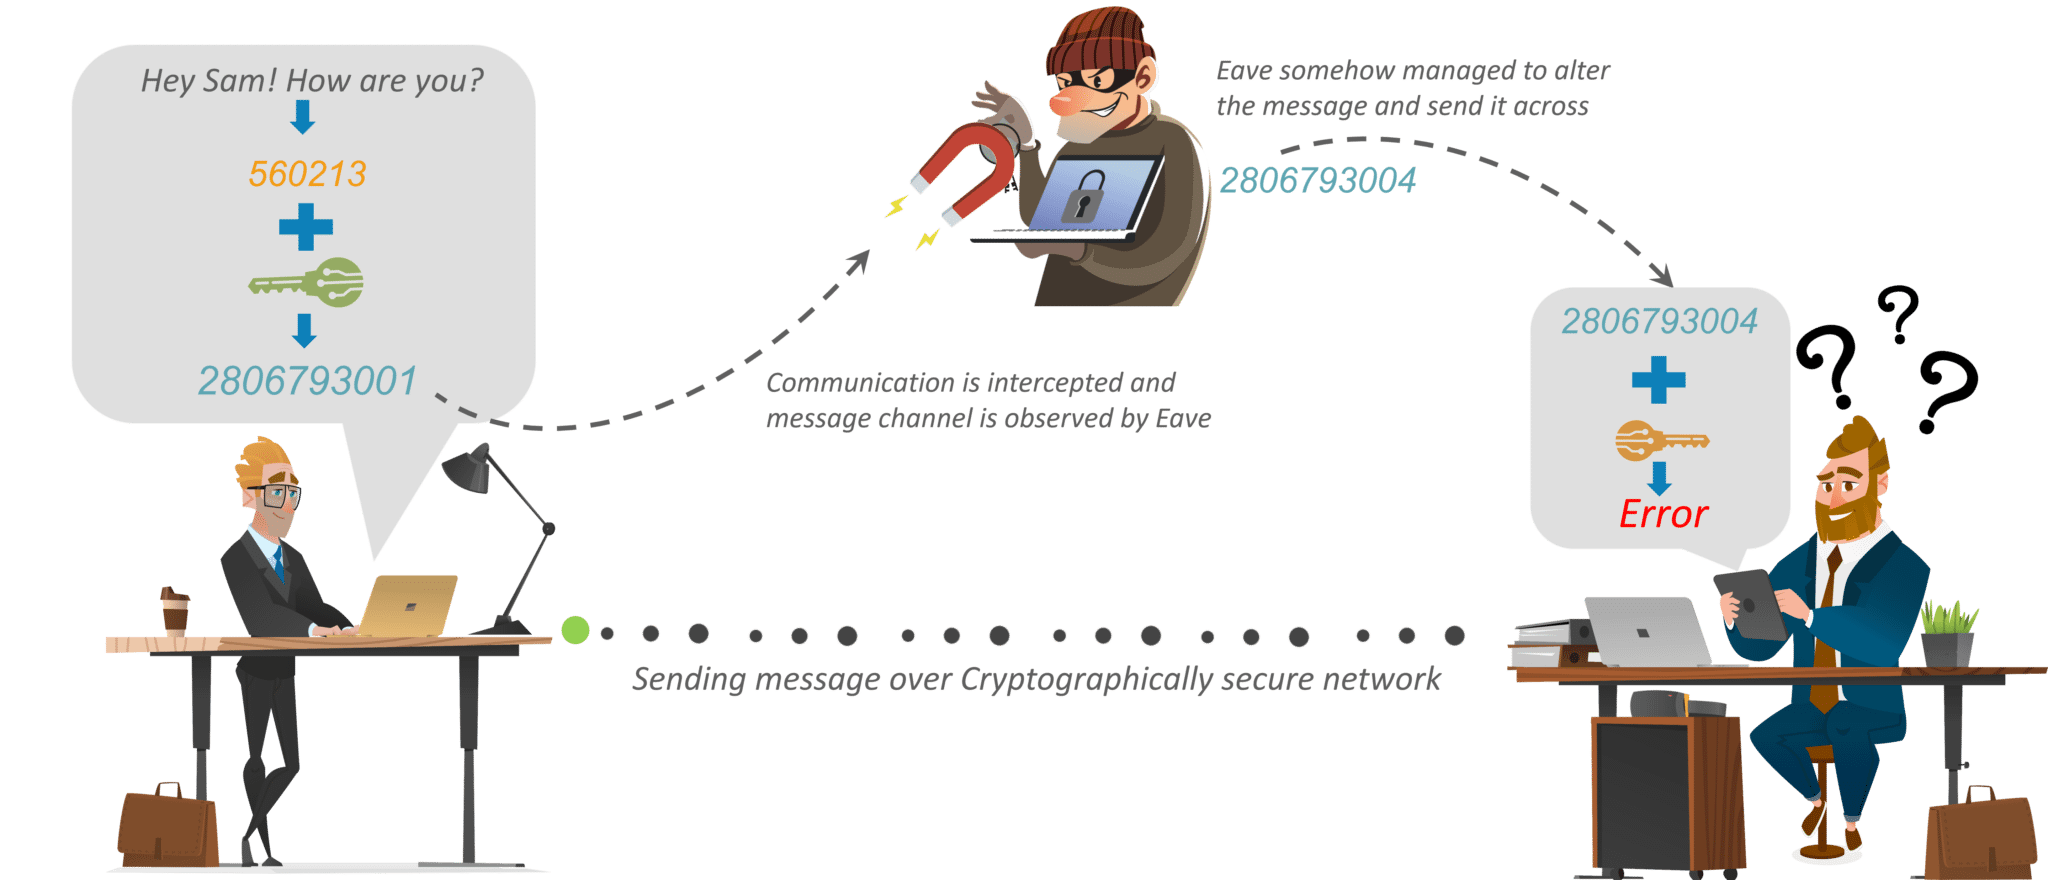 Hey Sam! How are you?
560213
2806793001
Eave somehow managed to alter
the message and send it across
2806793004
Communication is intercepted and
message channel is observed by Eave
2806793004
Error
Sending message over Cryptographically secure network